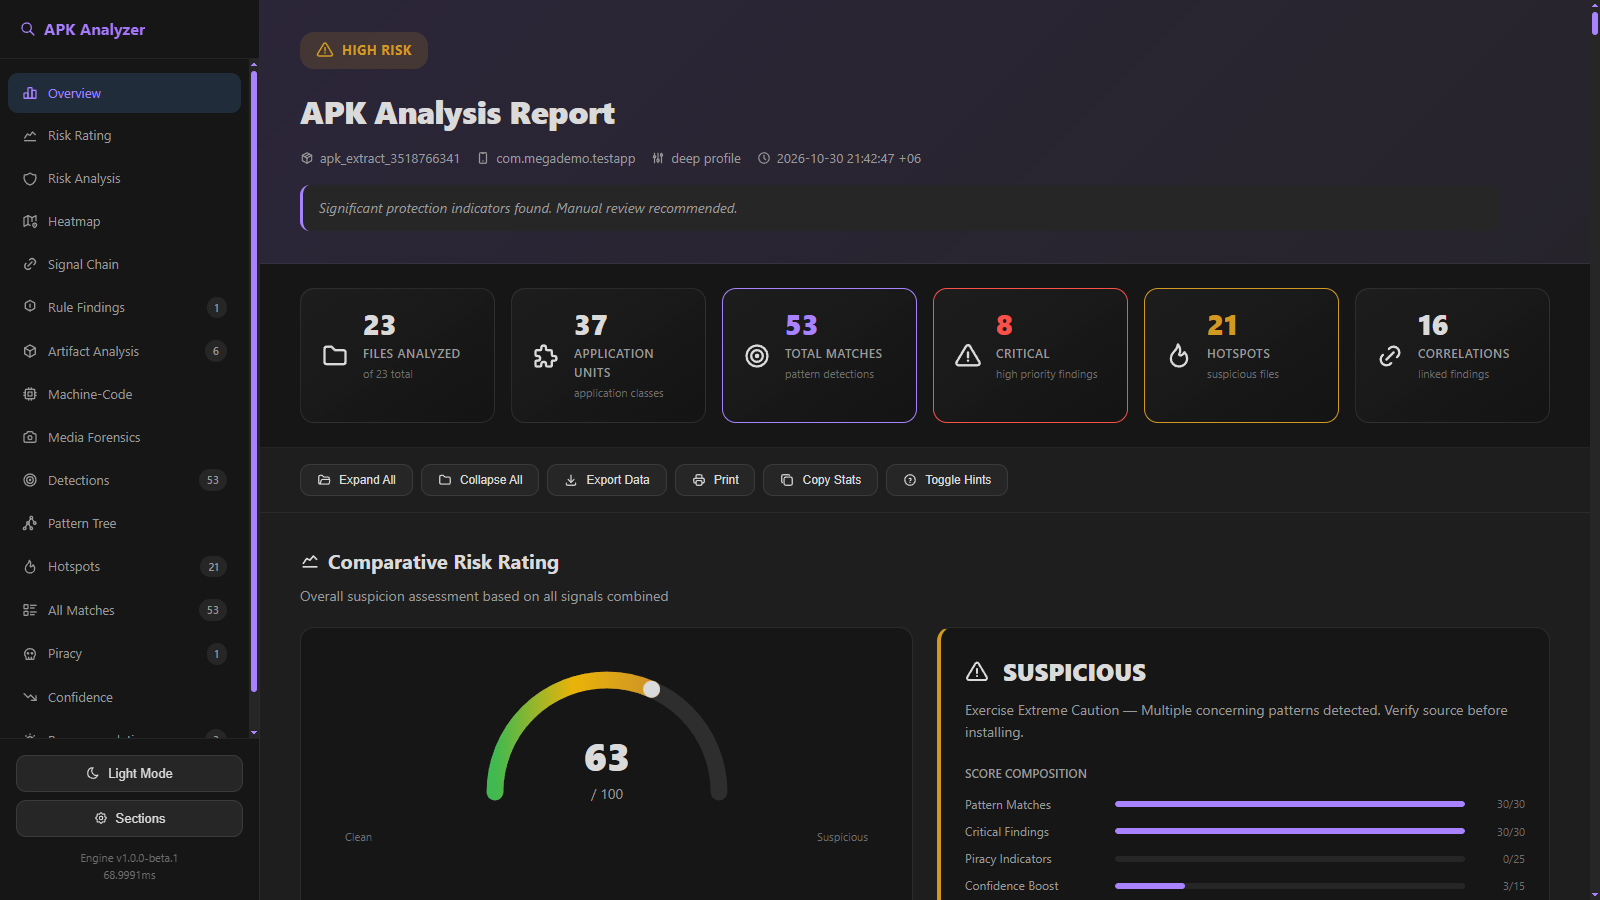 APK Analyzer
Overview
Risk Rating
Risk Analysis
Heatmap
Signal Chain
Rule Findings 1
Artifact Analysis 6
Machine-Code
Media Forensics
Detections 53
Pattern Tree
Hotspots 21
All Matches 53
Piracy 1
Confidence
Light Mode
Sections
Engine v1.0.0-beta.1
68.9991ms
HIGH RISK
APK Analysis Report
apk_extract_3518766341 com.megademo.testapp deep profile 2026-10-30 21:42:47 +06
Significant protection indicators found. Manual review recommended.
23
FILES ANALYZED
of 23 total
37
APPLICATION
UNITS
application classes
53
TOTAL MATCHES
pattern detections
8
CRITICAL
high priority findings
21
HOTSPOTS
suspicious files
16
CORRELATIONS
linked findings
Expand All Collapse All Export Data Print Copy Stats Toggle Hints
Comparative Risk Rating
Overall suspicion assessment based on all signals combined
63
/ 100
Clean Suspicious
SUSPICIOUS
Exercise Extreme Caution — Multiple concerning patterns detected. Verify source before
installing.
SCORE COMPOSITION
Pattern Matches 30/30
Critical Findings 30/30
Piracy Indicators 0/25
Confidence Boost 3/15